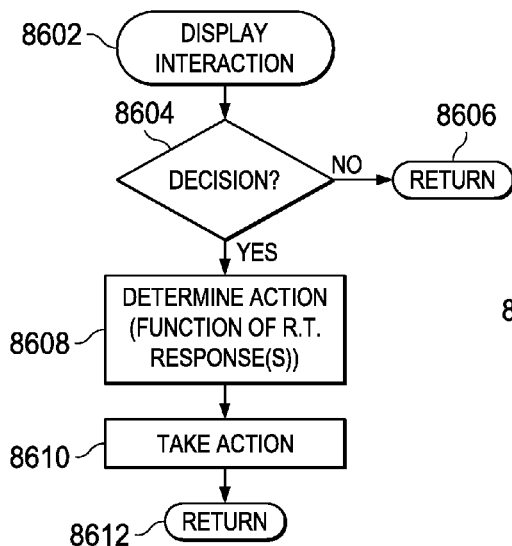 8602
DISPLAY
INTERACTION
8604
DECISION?
NO
8606
RETURN
YES
8608
DETERMINE ACTION
(FUNCTION OF R.T.
RESPONSE(S))
8
8610
TAKE ACTION
8612
RETURN